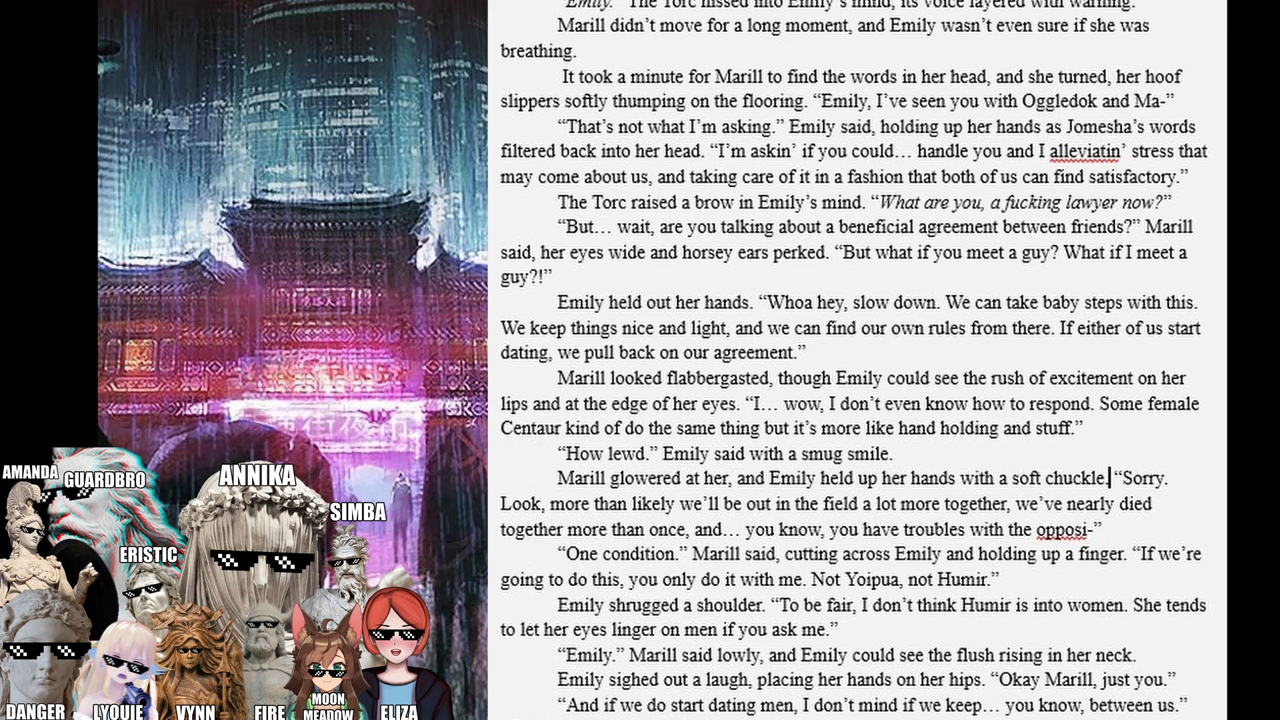 "Emily." The Torc hissed into Emily's mind, its voice layered with warning.
Marill didn't move for a long moment, and Emily wasn't even sure if she was
breathing.
It took a minute for Marill to find the words in her head, and she turned, her hoof
slippers softly thumping on the flooring. "Emily, I've seen you with Oggledok and Ma-"
"That's not what I'm asking." Emily said, holding up her hands as Jomesha's words
filtered back into her head. "I'm askin' if you could… handle you and I alleviatin' stress that
may come about us, and taking care of it in a fashion that both of us can find satisfactory."
The Torc raised a brow in Emily's mind. "What are you, a fucking lawyer now?"
"But… wait, are you talking about a beneficial agreement between friends?" Marill
said, her eyes wide and horsey ears perked. "But what if you meet a guy? What if I meet a
guy?!"
Emily held out her hands. "Whoa hey, slow down. We can take baby steps with this.
We keep things nice and light, and we can find our own rules from there. If either of us start
dating, we pull back on our agreement."
Marill looked flabbergasted, though Emily could see the rush of excitement on her
lips and at the edge of her eyes. "I… wow, I don't even know how to respond. Some female
Centaur kind of do the same thing but it's more like hand holding and stuff."
"How lewd." Emily said with a smug smile.
Marill glowered at her, and Emily held up her hands with a soft chuckle. "Sorry.
Look, more than likely we'll be out in the field a lot more together, we've nearly died
together more than once, and… you know, you have troubles with the opposi-"
"One condition." Marill said, cutting across Emily and holding up a finger. "If we're
going to do this, you only do it with me. Not Yoipua, not Humir."
Emily shrugged a shoulder. "To be fair, I don't think Humir is into women. She tends
to let her eyes linger on men if you ask me."
"Emily." Marill said lowly, and Emily could see the flush rising in her neck.
Emily sighed out a laugh, placing her hands on her hips. "Okay Marill, just you."
"And if we do start dating men, I don't mind if we keep… you know, between us."
AMANDA
GUARDBRO
ANNIKA
SIMBA
ERISTIC
DANGER
LYQUIE
VYNN
FIRE
MOON
MEADOW
ELIZA